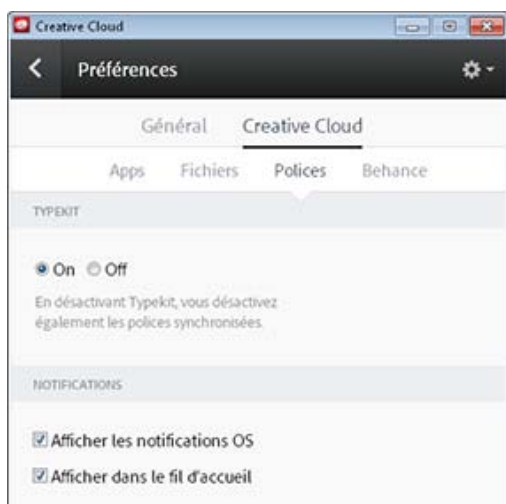 Creative Cloud
Préférences
Général Creative Cloud
Apps Fichiers Polices Behance
TYPEKIT
On Off
En désactivant Typekit, vous désactivez
également les polices synchronisées.
NOTIFICATIONS
Afficher les notifications OS
Afficher dans le fil d'accueil